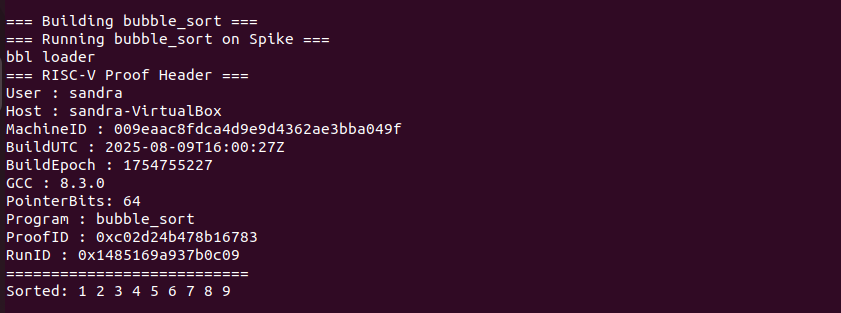 === Building bubble_sort ===
=== Running bubble_sort on Spike ===
bbl loader
=== RISC-V Proof Header ===
User : sandra
Host : sandra-VirtualBox
MachineID : 009eaac8fdca4d9e9d4362ae3bba049f
BuildUTC : 2025-08-09T16:00:27Z
BuildEpoch : 1754755227
GCC : 8.3.0
PointerBits: 64
Program : bubble_sort
ProofID : 0xc02d24b478b16783
RunID : 0x1485169a937b0c09
===========================
Sorted: 1 2 3 4 5 6 7 8 9